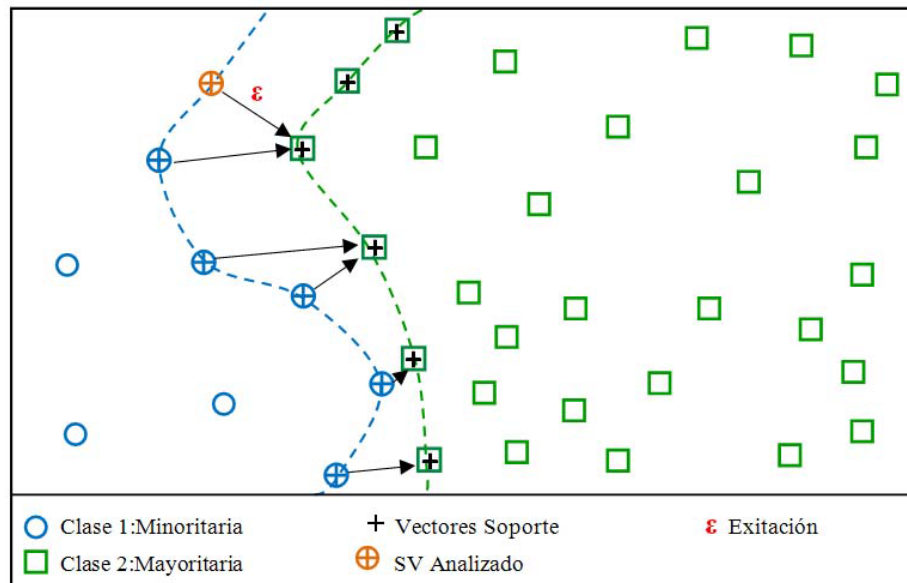 ε
Clase 1:Minoritaria
Vectores Soporte
ε Exitación
Clase 2:Mayoritaria
SV Analizado